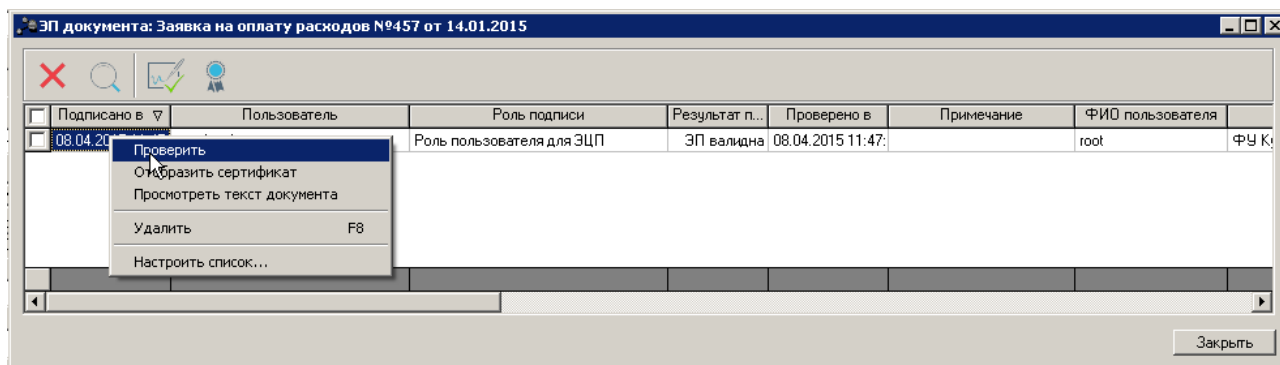 ЭП документа: Заявка на оплату расходов №457 от 14.01.2015
Подписано в Пользователь Роль подписи Результат п... Проверено в Примечание ФИО пользователя
Роль пользователя для ЭЦП ЭП валидна 08.04.2015 11:47: root ФУ
Проверить
Отобразить сертификат
Просмотреть текст документа
Удалить F8
Настроить список...
Закрыть